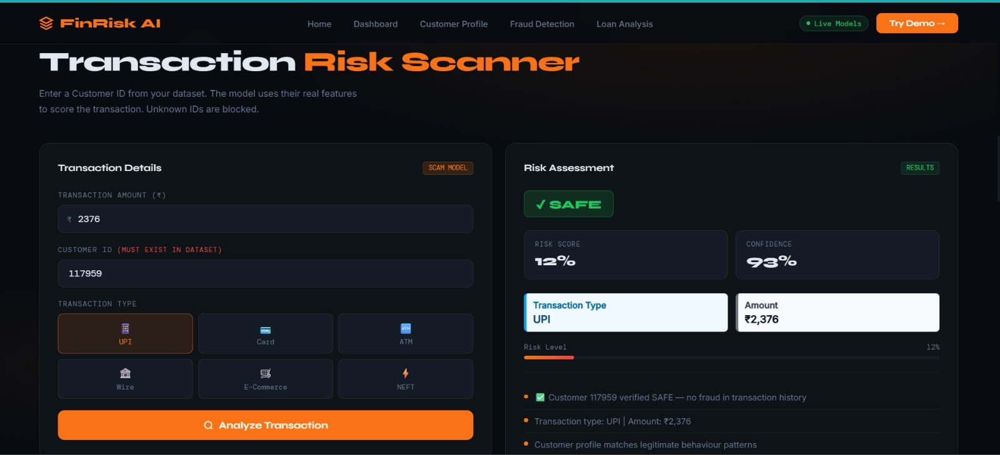 FinRisk AI
Home
Dashboard
Customer Profile
Fraud Detection
Loan Analysis
Live Models
Try Demo →
Transaction Risk Scanner
Enter a Customer ID from your dataset. The model uses their real features
to score the transaction. Unknown IDs are blocked.
Transaction Details
SCAM MODEL
TRANSACTION AMOUNT (₹)
₹ 2376
CUSTOMER ID (MUST EXIST IN DATASET)
117959
TRANSACTION TYPE
UPI
Card
ATM
ATM
Wire
E-Commerce
NEFT
Analyze Transaction
Risk Assessment
RESULTS
✓ SAFE
RISK SCORE
12%
CONFIDENCE
93%
Transaction Type
UPI
Amount
₹2,376
Risk Level
12%
✅ Customer 117959 verified SAFE — no fraud in transaction history
Transaction type: UPI | Amount: ₹2,376
Customer profile matches legitimate behaviour patterns